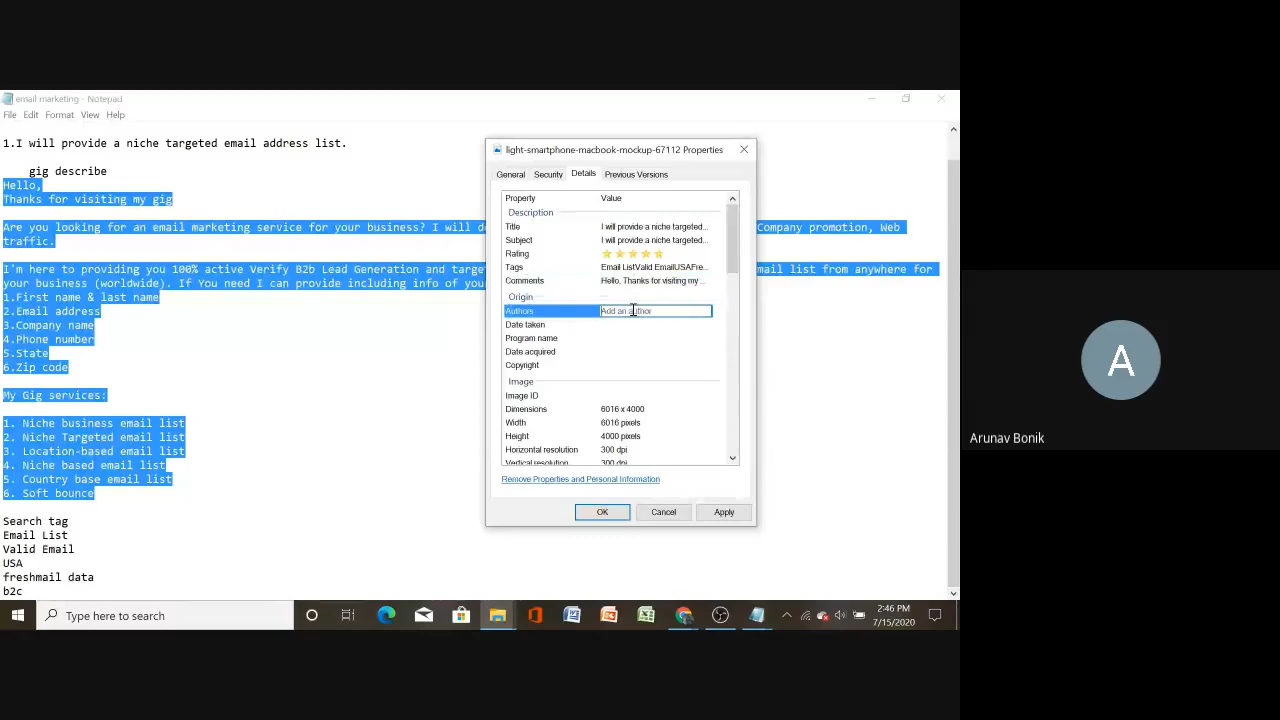 email marketing - Notepad
File Edit Format View Help
1.I will provide a niche targeted email address list.
gig describe
Hello,
Thanks for visiting my gig
Are you looking for an email marketing service for your business? I will d
Company promotion, Web
traffic.
I'm here to providing you 100% active Verify B2b Lead Generation and targe
mail list from anywhere for
your business (worldwide). If You need I can provide including info of your
1.First name & last name
2.Email address
3.Company name
4.Phone number
5.State
6.Zip code
My Gig services:
1. Niche business email list
2. Niche Targeted email list
3. Location-based email list
4. Niche based email list
5. Country base email list
6. Soft bounce
Search tag
Email List
Valid Email
USA
freshmail data
b2c
light-smartphone-macbook-mockup-67112 Properties
General Security Details Previous Versions
Property Value
Description
Title I will provide a niche targeted...
Subject I will provide a niche targeted...
Rating
Tags Email ListValid EmailUSAFre...
Comments Hello, Thanks for visiting my ...
Origin
Authors Add an author
Date taken
Program name
Date acquired
Copyright
Image
Image ID
Dimensions 6016 x 4000
Width 6016 pixels
Height 4000 pixels
Horizontal resolution 300 dpi
Vertical resolution 300 dpi
Remove Properties and Personal Information
OK Cancel Apply
A
Arunav Bonik
Type here to search
2:46 PM
7/15/2020